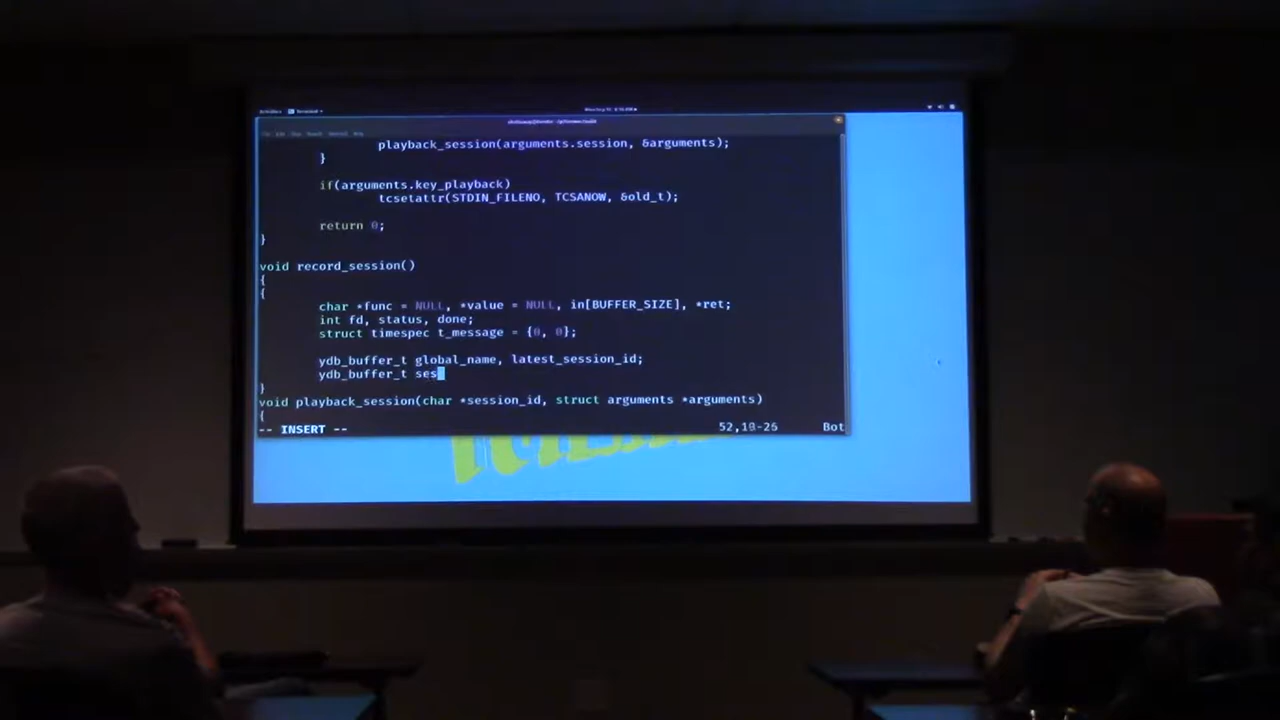 playback_session(arguments.session, &arguments);
}
if(arguments.key_playback)
tcsetattr(STDIN_FILENO, TCSANOW, &old_t);
return 0;
}
void record_session()
{
{
char *func = NULL, *value = NULL, in[BUFFER_SIZE], *ret;
int fd, status, done;
struct timespec t_message = {0, 0};
ydb_buffer_t global_name, latest_session_id;
ydb_buffer_t ses
}
void playback_session(char *session_id, struct arguments *arguments)
{
-- INSERT -- 52,18-26 Bot